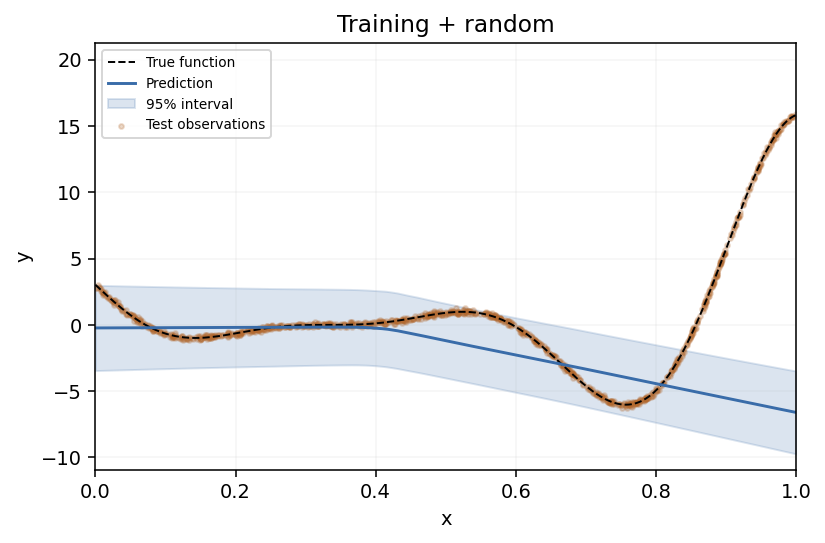 Training + random
True function
Prediction
95% interval
Test observations
y
20
15
10
5
0
−5
−10
0.0 0.2 0.4 0.6 0.8 1.0
x